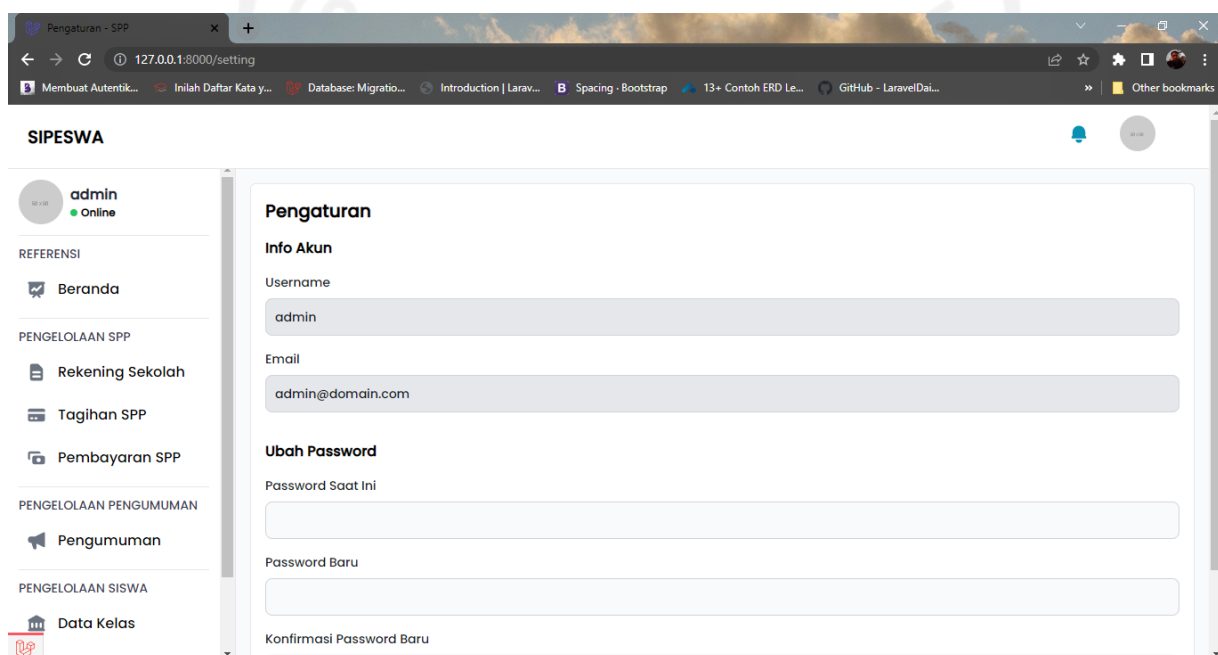 Pengaturan - SPP
127.0.0.1:8000/setting
Membuat Autentik... Inilah Daftar Kata y... Database: Migratio... Introduction | Larav... Spacing · Bootstrap 13+ Contoh ERD Le... GitHub - LaravelDai... » Other bookmarks
SIPESWA
admin
Online
REFERENSI
Beranda
PENGELOLAAN SPP
Rekening Sekolah
Tagihan SPP
Pembayaran SPP
PENGELOLAAN PENGUMUMAN
Pengumuman
PENGELOLAAN SISWA
Data Kelas
Pengaturan
Info Akun
Username
admin
Email
admin@domain.com
Ubah Password
Password Saat Ini
Password Baru
Konfirmasi Password Baru